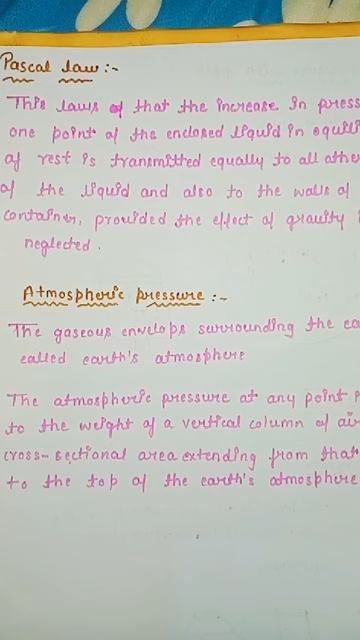 Pascal law :-
This laws of that the increase in press
one point of the enclosed liquid in equili
of rest is transmitted equally to all othe
of the liquid and also to the walls of
container, provided the effect of gravity
neglected.
Atmospheric pressure :-
The gaseous envelops surrounding the ea
called earth's atmosphere
The atmospheric pressure at any point
to the weight of a vertical column of air
cross-sectional area extending from that
to the top of the earth's atmosphere